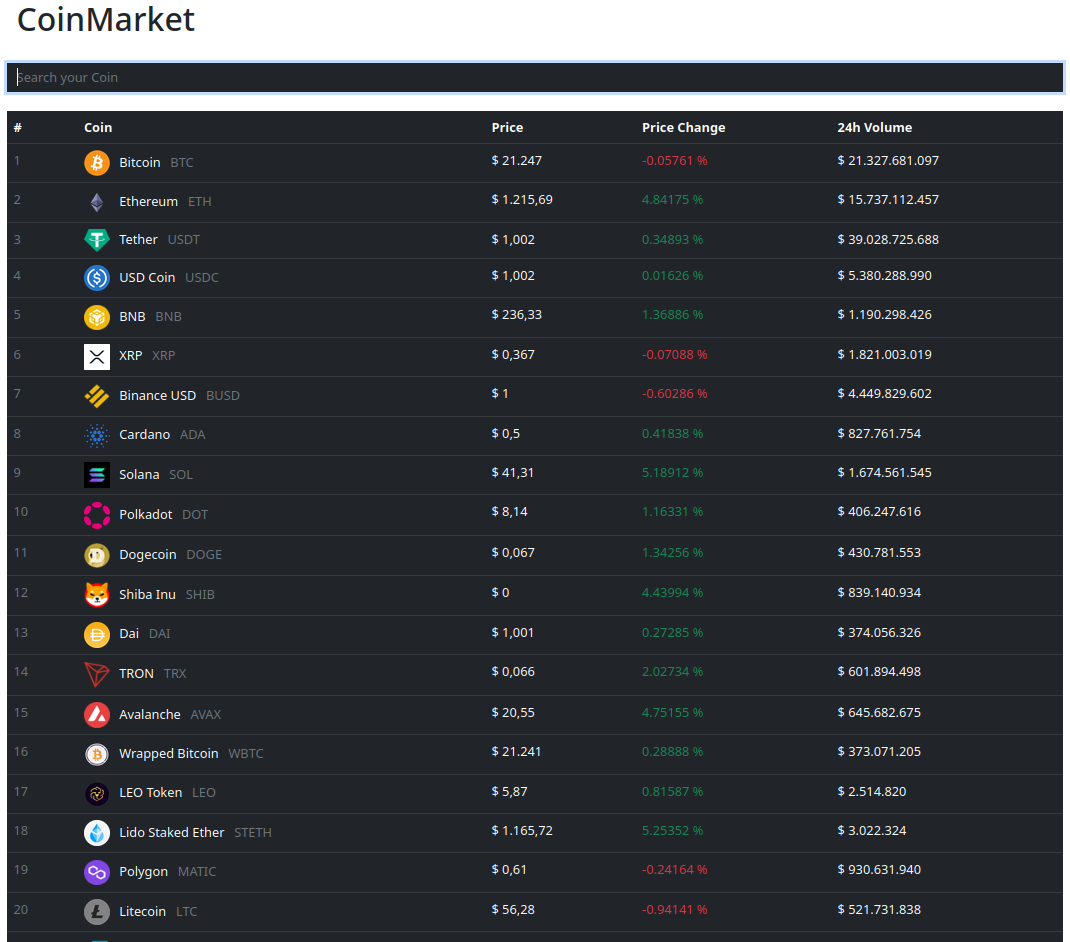 CoinMarket
Search your Coin
# Coin Price Price Change 24h Volume
1 Bitcoin BTC $ 21.247 -0.05761 % $ 21.327.681.097
2 Ethereum ETH $ 1.215,69 4.84175 % $ 15.737.112.457
3 Tether USDT $ 1,002 0.34893 % $ 39.028.725.688
4 USD Coin USDC $ 1,002 0.01626 % $ 5.380.288.990
5 BNB BNB $ 236,33 1.36886 % $ 1.190.298.426
6 XRP XRP $ 0,367 -0.07088 % $ 1.821.003.019
7 Binance USD BUSD $ 1 -0.60286 % $ 4.449.829.602
8 Cardano ADA $ 0,5 0.41838 % $ 827.761.754
9 Solana SOL $ 41,31 5.18912 % $ 1.674.561.545
10 Polkadot DOT $ 8,14 1.16331 % $ 406.247.616
11 Dogecoin DOGE $ 0,067 1.34256 % $ 430.781.553
12 Shiba Inu SHIB $ 0 4.43994 % $ 839.140.934
13 Dai DAI $ 1,001 0.27285 % $ 374.056.326
14 TRON TRX $ 0,066 2.02734 % $ 601.894.498
15 Avalanche AVAX $ 20,55 4.75155 % $ 645.682.675
16 Wrapped Bitcoin WBTC $ 21.241 0.28888 % $ 373.071.205
17 LEO Token LEO $ 5,87 0.81587 % $ 2.514.820
18 Lido Staked Ether STETH $ 1.165,72 5.25352 % $ 3.022.324
19 Polygon MATIC $ 0,61 -0.24164 % $ 930.631.940
20 Litecoin LTC $ 56,28 -0.94141 % $ 521.731.838